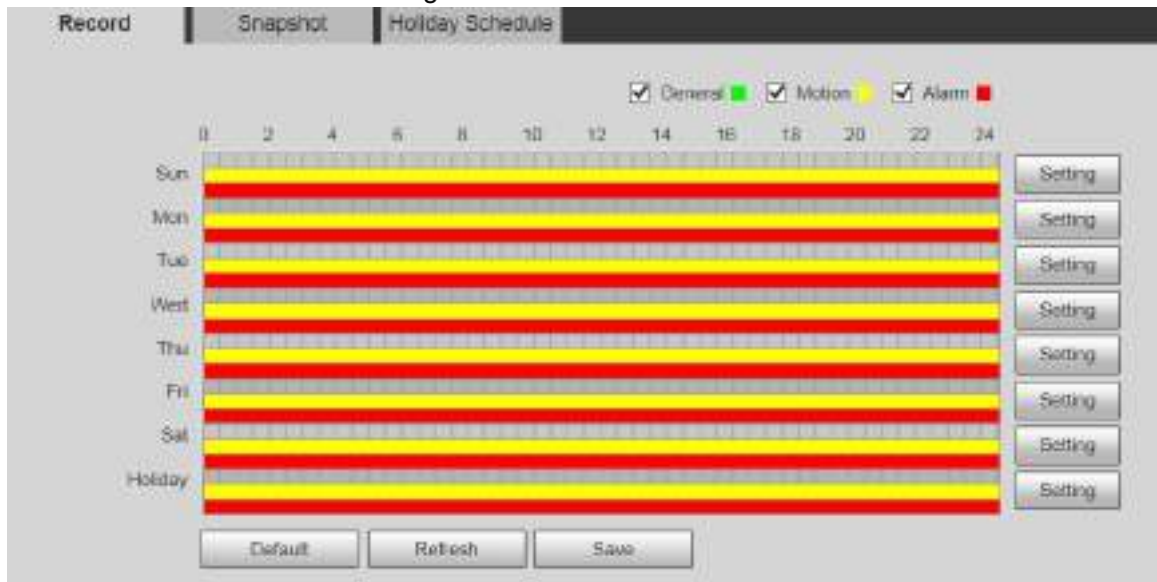 Record Snapshot Holiday Schedule
General Motion Alarm
0 2 4 6 8 10 12 14 16 18 20 22 24
Sun Setting
Mon Setting
Tue Setting
West Setting
Thu Setting
Fri Setting
Sat Setting
Holiday Setting
Default Refresh Save